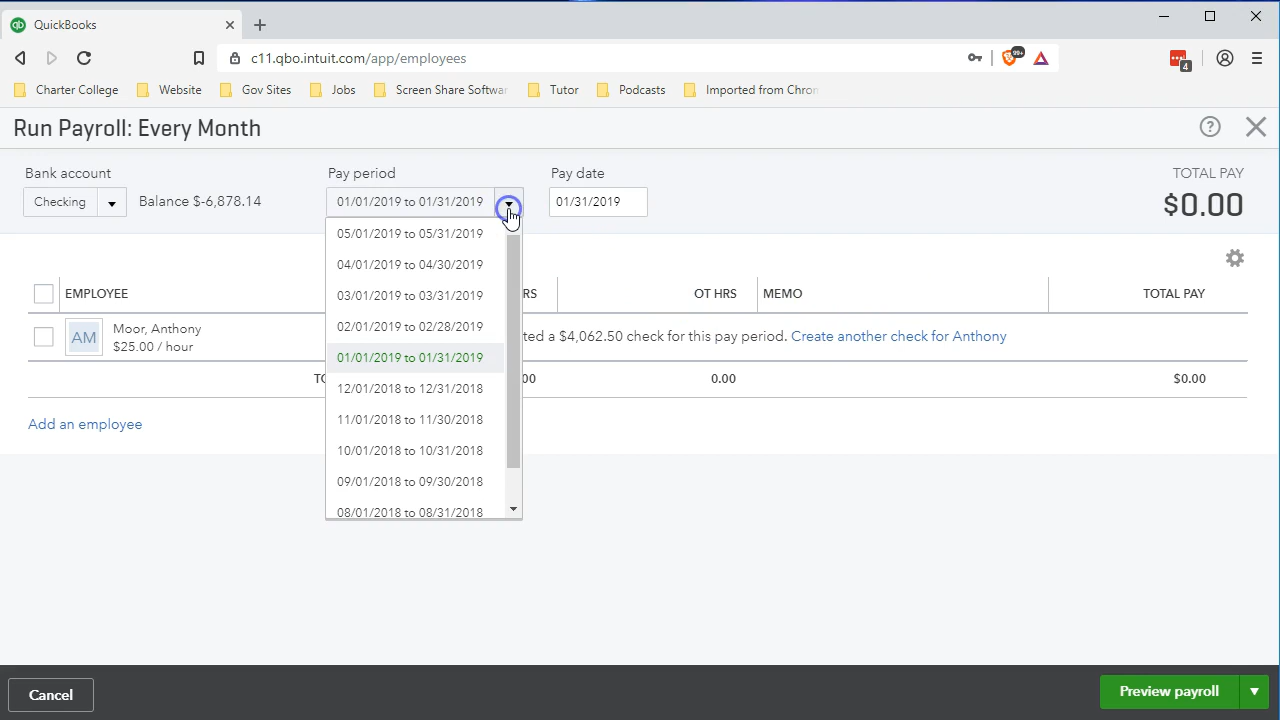 QuickBooks
c11.qbo.intuit.com/app/employees
99+
4
Charter College
Website
Gov Sites
Jobs
Screen Share Softwar
Tutor
Podcasts
Imported from Chron
Run Payroll: Every Month
Bank account
Pay period
Pay date
TOTAL PAY
Checking
Balance $-6,878.14
01/01/2019 to 01/31/2019
01/31/2019
$0.00
05/01/2019 to 05/31/2019
04/01/2019 to 04/30/2019
03/01/2019 to 03/31/2019
02/01/2019 to 02/28/2019
01/01/2019 to 01/31/2019
12/01/2018 to 12/31/2018
11/01/2018 to 11/30/2018
10/01/2018 to 10/31/2018
09/01/2018 to 09/30/2018
08/01/2018 to 08/31/2018
EMPLOYEE
RS
OT HRS
MEMO
TOTAL PAY
AM
Moor, Anthony
$25.00 / hour
ted a $4,062.50 check for this pay period. Create another check for Anthony
TO
00
0.00
$0.00
Add an employee
Cancel
Preview payroll